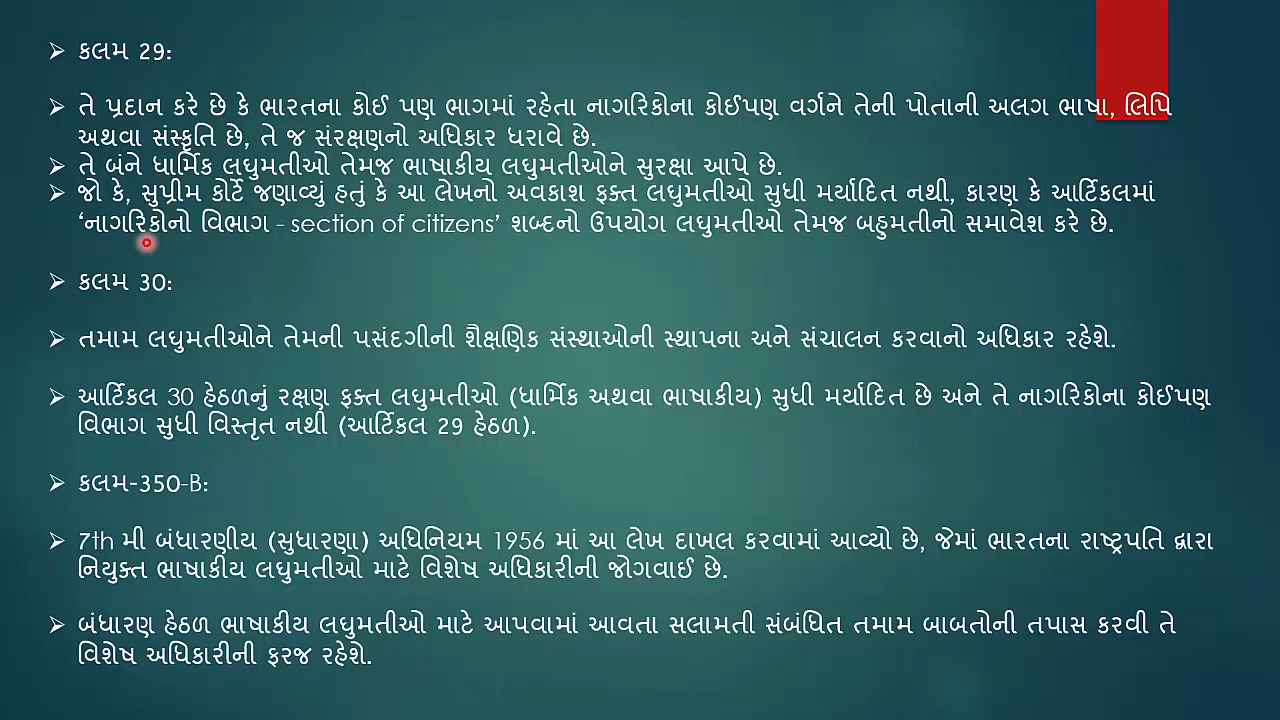 ➢ કલમ 29:
➢ તે પ્રદાન કરે છે કે ભારતના કોઈ પણ ભાગમાં રહેતા નાગરિકોના કોઈપણ વર્ગને તેની પોતાની અલગ ભાષા, લિપિ
અથવા સંસ્કૃતિ છે, તે જ સંરક્ષણનો અધિકાર ધરાવે છે.
➢ તે બંને ધાર્મિક લઘુમતીઓ તેમજ ભાષાકીય લઘુમતીઓને સુરક્ષા આપે છે.
➢ જો કે, સુપ્રીમ કોર્ટે જણાવ્યું હતું કે આ લેખનો અવકાશ ફક્ત લઘુમતીઓ સુધી મર્યાદિત નથી, કારણ કે આર્ટિકલમાં
‘નાગરિકોનો વિભાગ - section of citizens’ શબ્દનો ઉપયોગ લઘુમતીઓ તેમજ બહુમતીનો સમાવેશ કરે છે.
➢ કલમ 30:
➢ તમામ લઘુમતીઓને તેમની પસંદગીની શૈક્ષણિક સંસ્થાઓની સ્થાપના અને સંચાલન કરવાનો અધિકાર રહેશે.
➢ આર્ટિકલ 30 હેઠળનું રક્ષણ ફક્ત લઘુમતીઓ (ધાર્મિક અથવા ભાષાકીય) સુધી મર્યાદિત છે અને તે નાગરિકોના કોઈપણ
વિભાગ સુધી વિસ્તૃત નથી (આર્ટિકલ 29 હેઠળ).
➢ કલમ-350-B:
➢ 7th મી બંધારણીય (સુધારણા) અધિનિયમ 1956 માં આ લેખ દાખલ કરવામાં આવ્યો છે, જેમાં ભારતના રાષ્ટ્રપતિ દ્વારા
નિયુક્ત ભાષાકીય લઘુમતીઓ માટે વિશેષ અધિકારીની જોગવાઈ છે.
➢ બંધારણ હેઠળ ભાષાકીય લઘુમતીઓ માટે આપવામાં આવતા સલામતી સંબંધિત તમામ બાબતોની તપાસ કરવી તે
વિશેષ અધિકારીની ફરજ રહેશે.